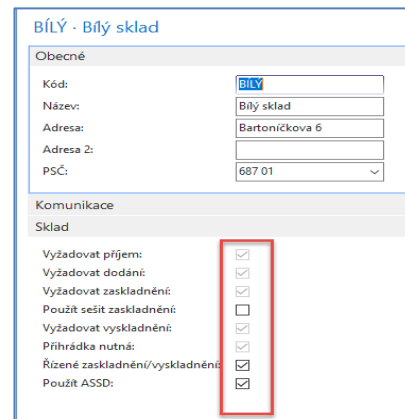 BÍLÝ · Bílý sklad
Obecné
Kód: BÍLÝ
Název: Bílý sklad
Adresa: Bartoníčkova 6
Adresa 2:
PSČ: 687 01
Komunikace
Sklad
Vyžadovat příjem:
Vyžadovat dodání:
Vyžadovat zaskladnění:
Použít sešit zaskladnění:
Vyžadovat vyskladnění:
Přihrádka nutná:
Řízené zaskladnění/vyskladnění:
Použít ASSD: